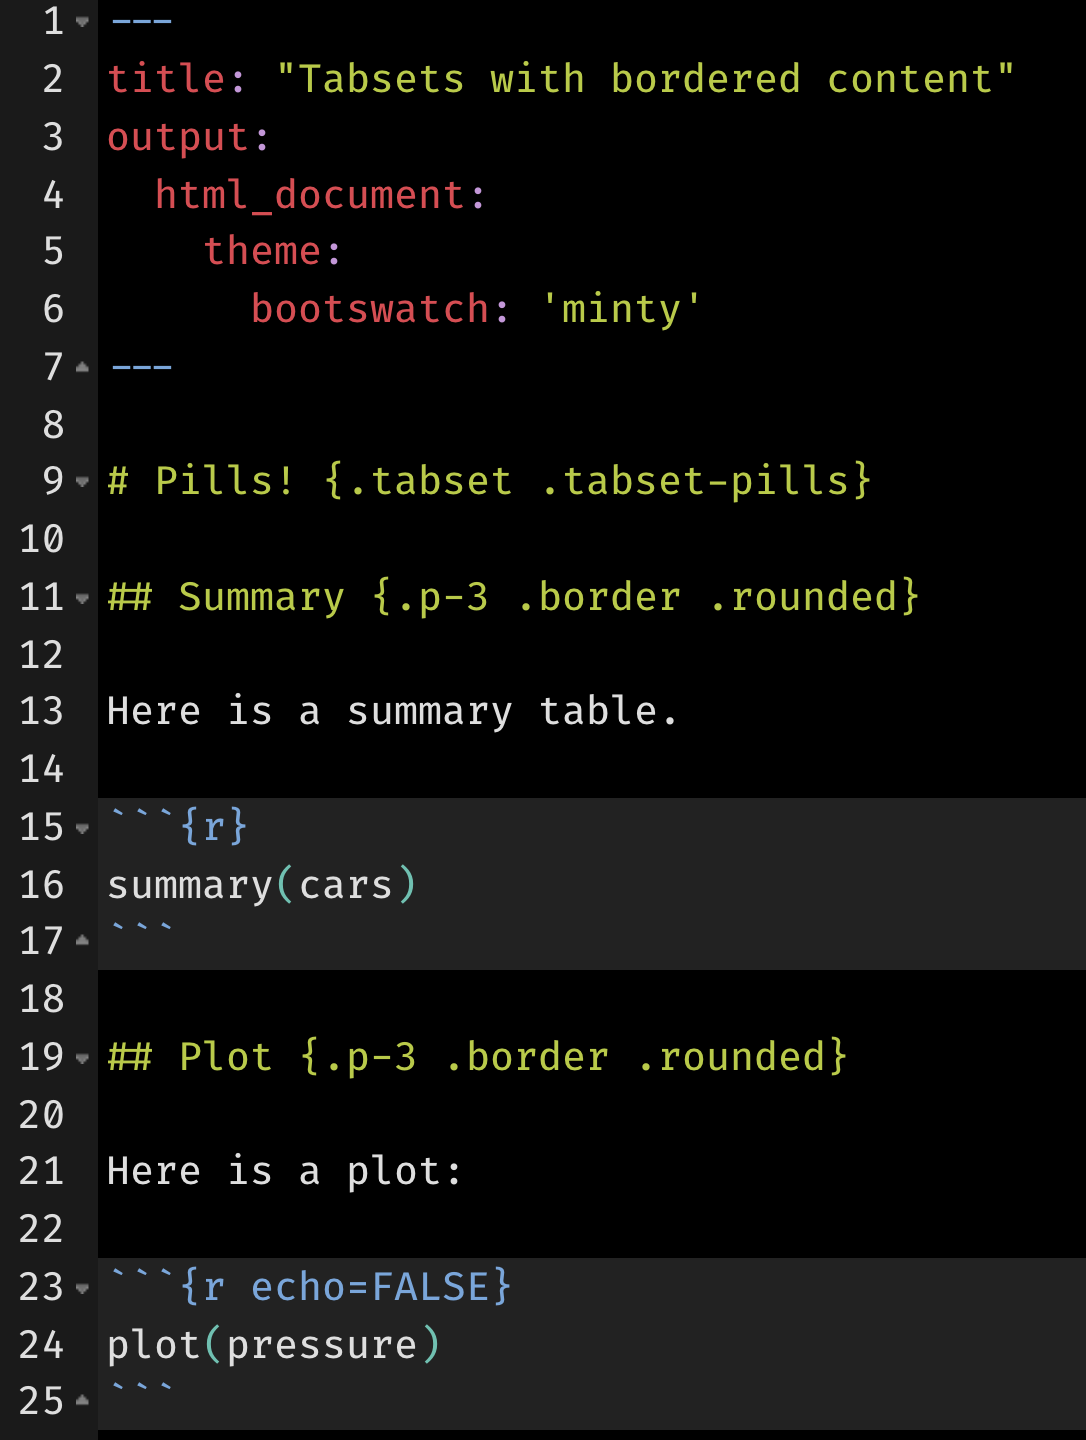 1 ---
2 title: "Tabsets with bordered content"
3 output:
4   html_document:
5     theme:
6       bootswatch: 'minty'
7 ---
8
9 # Pills! {.tabset .tabset-pills}
10
11 ## Summary {.p-3 .border .rounded}
12
13 Here is a summary table.
14
15 ```{r}
16 summary(cars)
17 ```
18
19 ## Plot {.p-3 .border .rounded}
20
21 Here is a plot:
22
23 ```{r echo=FALSE}
24 plot(pressure)
25 ```